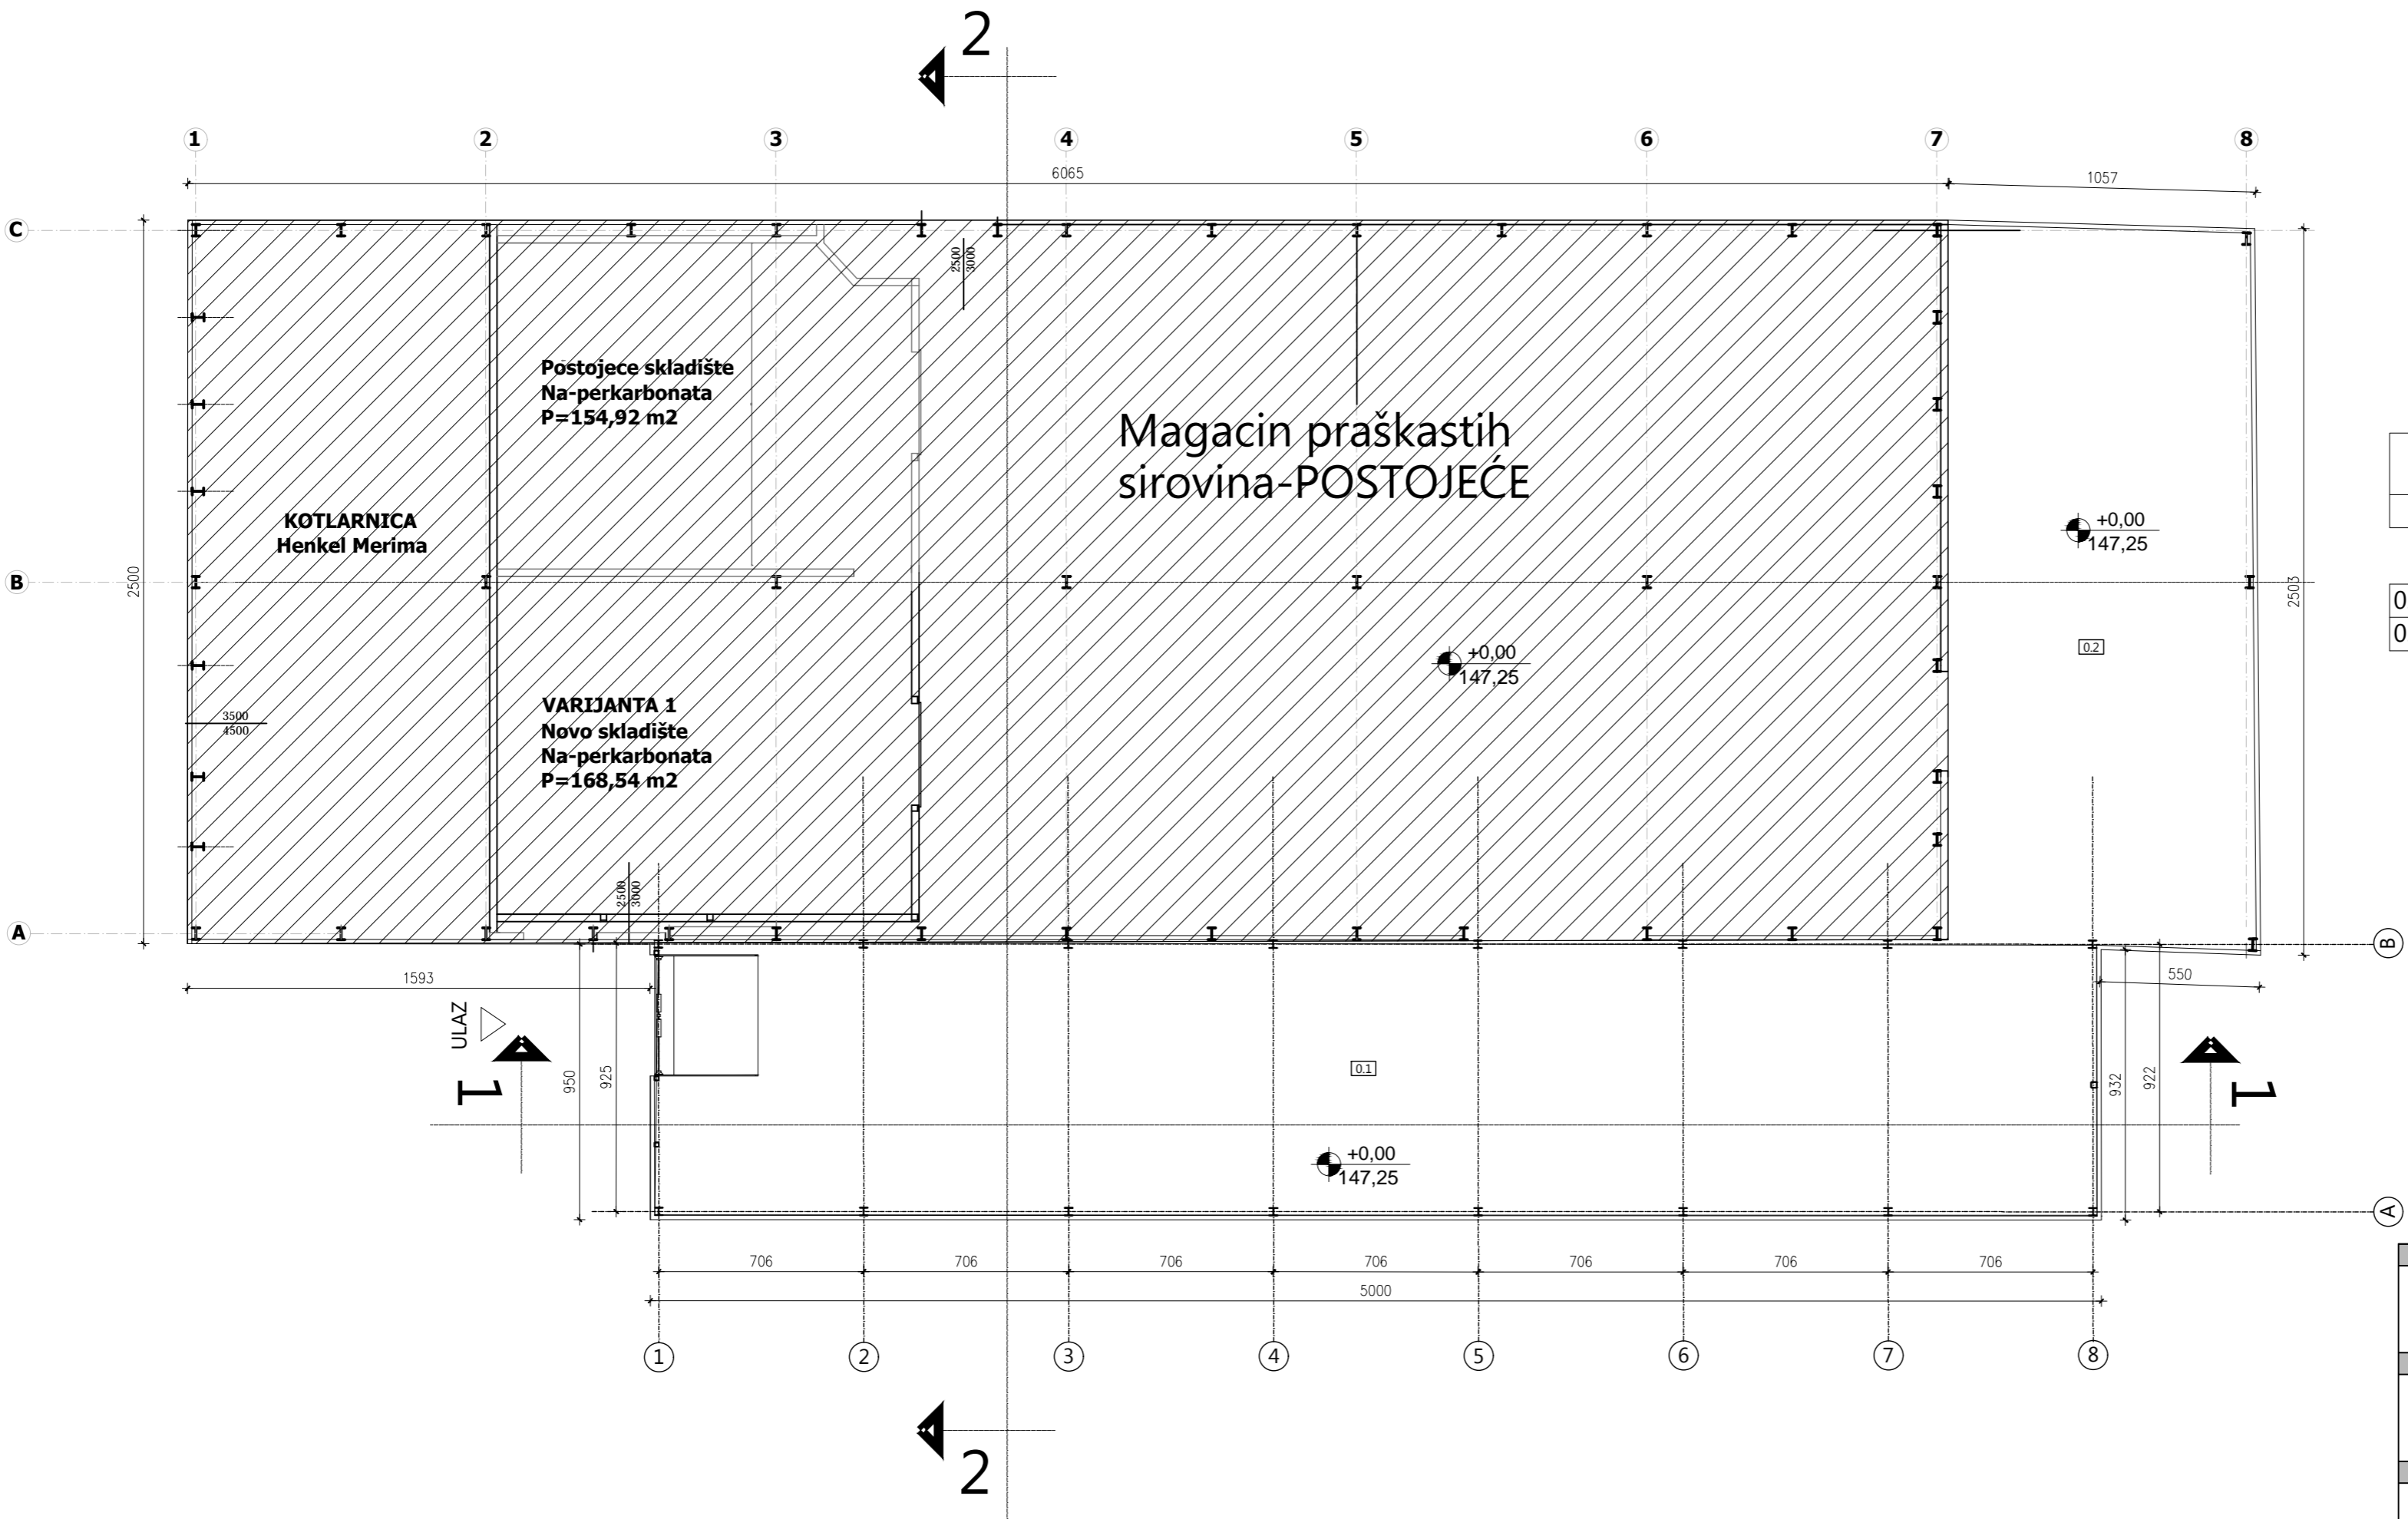 2
1 2 3 4 5 6 7 8
6065
1057
C
2500
3000
Postojece skladište
Na-perkarbonata
P=154,92 m2
Magacin praškastih
sirovina-POSTOJEĆE
KOTLARNICA
Henkel Merima
+0,00
147,25
B
2500
2503
0
0
0.2
+0,00
147,25
VARIJANTA 1
Novo skladište
Na-perkarbonata
P=168,54 m2
3500
4500
2500
3000
A
B
1593
550
ULAZ
1
950
925
0.1
932
922
1
+0,00
147,25
A
706 706 706 706 706 706 706
5000
1 2 3 4 5 6 7 8
2